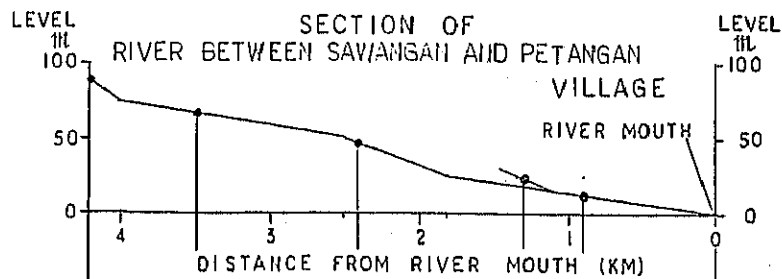 LEVEL
m
SECTION OF
RIVER BETWEEN SAWANGAN AND PETANGAN
VILLAGE
LEVEL
m
100
50
0
100
50
0
RIVER MOUTH
4 3 2 1 0
DISTANCE FROM RIVER MOUTH (KM)